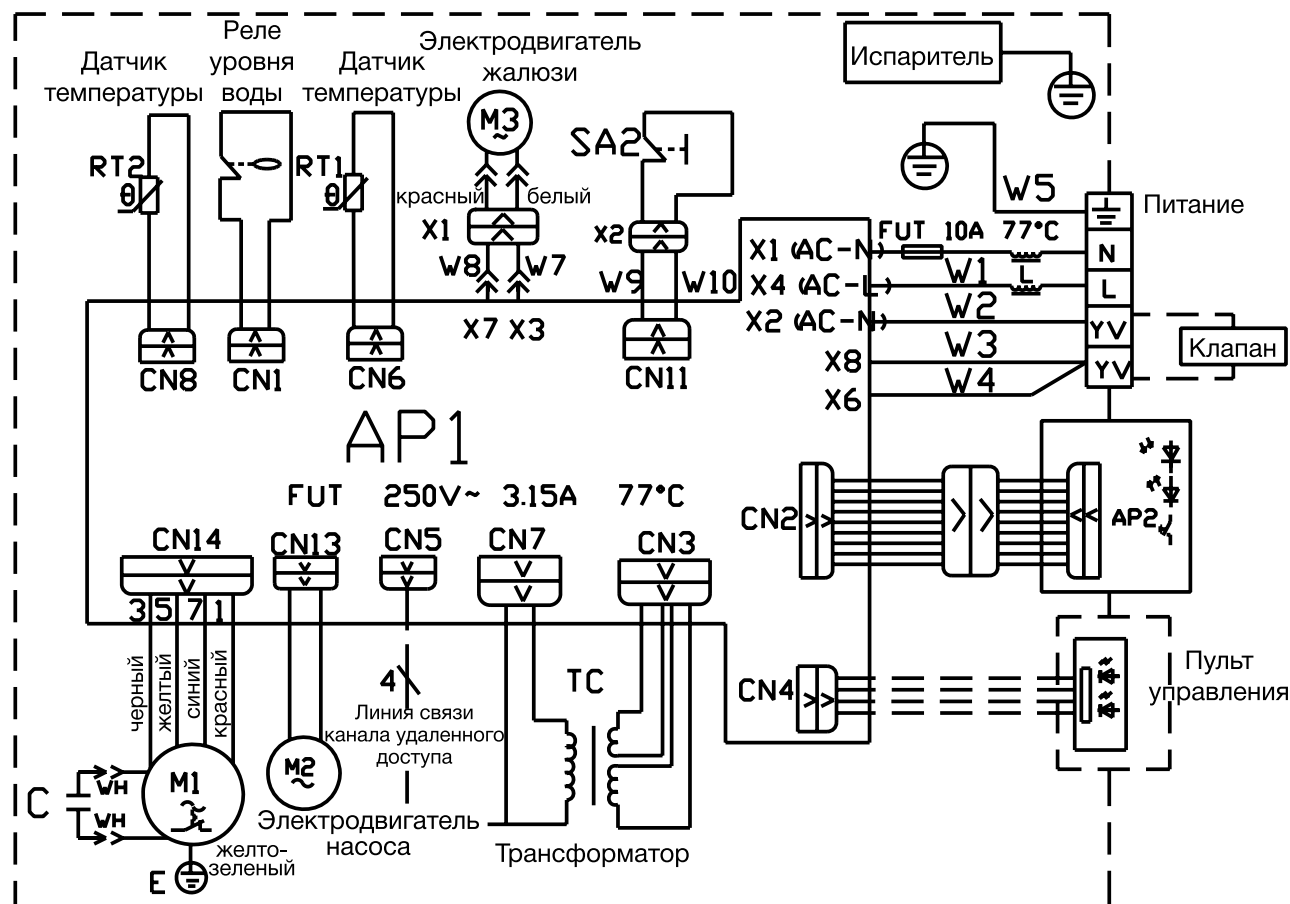 Датчик
температуры
Реле
уровня
воды
Датчик
температуры
Электродвигатель
жалюзи
Испаритель
M3
~
SA2
RT2
θ
RT1
θ
красный
белый
X1
X2
W8
W7
W9
W10
W5
Питание
FUT 10A 77°C
X1 (AC-N)
N
W1
L
X4 (AC-L)
L
W2
X2 (AC-N)
YV
Клапан
W3
X8
YV
W4
X6
X7 X3
CN8
CN1
CN6
CN11
AP1
FUT 250V~ 3.15A 77°C
CN2
AP2
CN14
CN13
CN5
CN7
CN3
3 5 7 1
черный
желтый
синий
красный
4
TC
CN4
Пульт
управления
Линия связи
канала удаленного
доступа
C
WH
WH
M1
~
M2
~
Электродвигатель
насоса
Трансформатор
желто-
зеленый
E